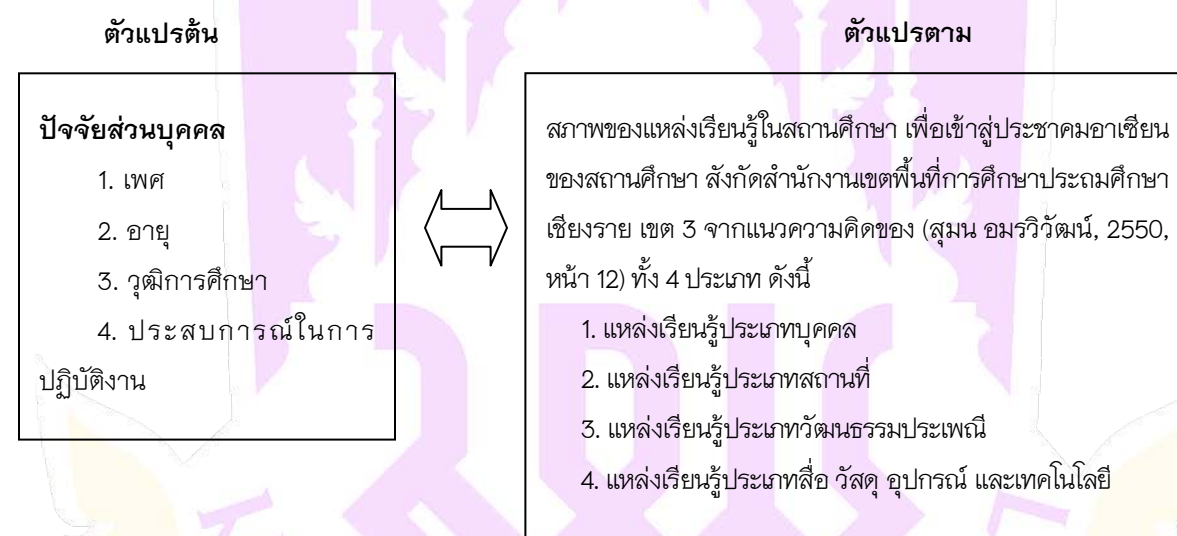 ตัวแปรต้น
ตัวแปรตาม
ปัจจัยส่วนบุคคล
1. เพศ
2. อายุ
3. วุฒิการศึกษา
4. ประสบการณ์ในการ
ปฏิบัติงาน
สภาพของแหล่งเรียนรู้ในสถานศึกษา เพื่อเข้าสู่ประชาคมอาเซียน
ของสถานศึกษา สังกัดสำนักงานเขตพื้นที่การศึกษาประถมศึกษา
เชียงราย เขต 3 จากแนวความคิดของ (สุมน อมรวิวัฒน์, 2550,
หน้า 12) ทั้ง 4 ประเภท ดังนี้
1. แหล่งเรียนรู้ประเภทบุคคล
2. แหล่งเรียนรู้ประเภทสถานที่
3. แหล่งเรียนรู้ประเภทวัฒนธรรมประเพณี
4. แหล่งเรียนรู้ประเภทสื่อ วัสดุ อุปกรณ์ และเทคโนโลยี